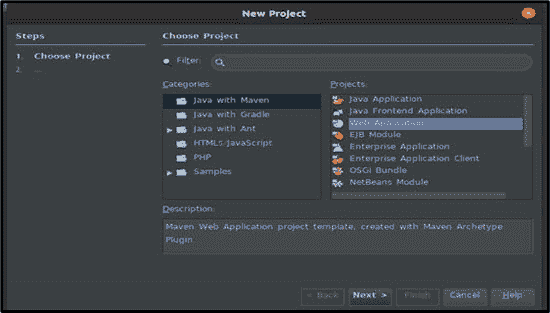 New Project
Steps
1. Choose Project
2. ...
Choose Project
Filter:
Categories:
Java with Maven
Java with Gradle
Java with Ant
HTML5/JavaScript
PHP
Samples
Projects:
Java Application
Java Frontend Application
Web Application
EJB Module
Enterprise Application
Enterprise Application Client
OSGi Bundle
NetBeans Module
Description:
Maven Web Application project template, created with Maven Archetype
Plugin
< Back Next > Finish Cancel Help